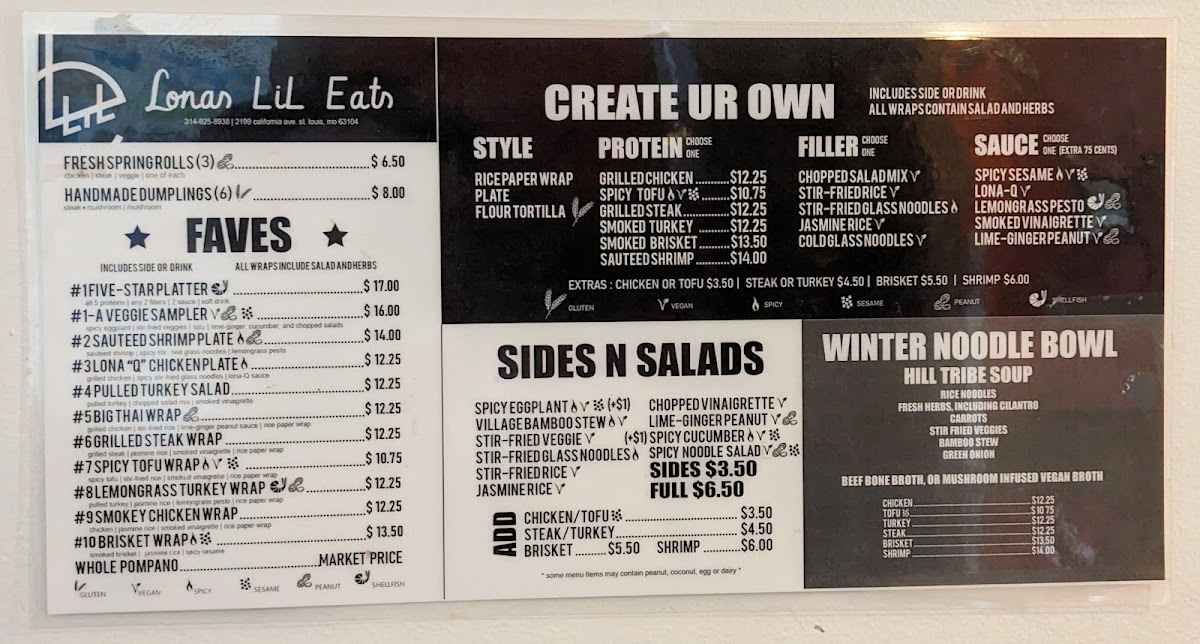 LLE
Lonas LiL Eats
314-925-8938 | 2199 california ave. st. louis, mo 63104
FRESH SPRING ROLLS (3) $ 6.50
chicken | steak | veggie | one of each
HANDMADE DUMPLINGS (6) $ 8.00
steak + mushroom | mushroom
FAVES
INCLUDES SIDE OR DRINK ALL WRAPS INCLUDE SALAD AND HERBS
#1 FIVE-STAR PLATTER $ 17.00
all 5 proteins | any 2 fillers | 2 sauce | soft drink
#1-A VEGGIE SAMPLER $ 16.00
spicy eggplant | stir-fried veggies | tofu | lime-ginger, cucumber, and chopped salads
#2 SAUTEED SHRIMP PLATE $ 14.00
sauteed shrimp | spicy stir-fried glass noodles | lemongrass pesto
#3 LONA "Q" CHICKEN PLATE $ 12.25
grilled chicken | spicy stir-fried glass noodles | lona-Q sauce
#4 PULLED TURKEY SALAD $ 12.25
pulled turkey | chopped salad mix | smoked vinaigrette
#5 BIG THAI WRAP $ 12.25
grilled chicken | stir-fried rice | lime-ginger peanut sauce | rice paper wrap
#6 GRILLED STEAK WRAP $ 12.25
grilled steak | jasmine rice | smoked vinaigrette | rice paper wrap
#7 SPICY TOFU WRAP $ 10.75
spicy tofu | stir-fried rice | smoked vinaigrette | rice paper wrap
#8 LEMONGRASS TURKEY WRAP $ 12.25
pulled turkey | jasmine rice | lemongrass pesto | rice paper wrap
#9 SMOKEY CHICKEN WRAP $ 12.25
chicken | jasmine rice | smoked vinaigrette | rice paper wrap
#10 BRISKET WRAP $ 13.50
smoked brisket | jasmine rice | spicy sesame
WHOLE POMPANO MARKET PRICE
GLUTEN VEGAN SPICY SESAME PEANUT SHELLFISH
CREATE UR OWN
INCLUDES SIDE OR DRINK
ALL WRAPS CONTAIN SALAD AND HERBS
STYLE
RICE PAPER WRAP
PLATE
FLOUR TORTILLA
PROTEIN CHOOSE ONE
GRILLED CHICKEN $12.25
SPICY TOFU $10.75
GRILLED STEAK $12.25
SMOKED TURKEY $12.25
SMOKED BRISKET $13.50
SAUTEED SHRIMP $14.00
FILLER CHOOSE ONE
CHOPPED SALAD MIX
STIR-FRIED RICE
STIR-FRIED GLASS NOODLES
JASMINE RICE
COLD GLASS NOODLES
SAUCE CHOOSE ONE (EXTRA 75 CENTS)
SPICY SESAME
LONA-Q
LEMONGRASS PESTO
SMOKED VINAIGRETTE
LIME-GINGER PEANUT
EXTRAS : CHICKEN OR TOFU $3.50 | STEAK OR TURKEY $4.50 | BRISKET $5.50 | SHRIMP $6.00
GLUTEN VEGAN SPICY SESAME PEANUT SHELLFISH
SIDES N SALADS
SPICY EGGPLANT (+$1)
VILLAGE BAMBOO STEW
STIR-FRIED VEGGIE (+$1)
STIR-FRIED GLASS NOODLES
STIR-FRIED RICE
JASMINE RICE
CHOPPED VINAIGRETTE
LIME-GINGER PEANUT
SPICY CUCUMBER
SPICY NOODLE SALAD
SIDES $3.50
FULL $6.50
ADD
CHICKEN/TOFU $3.50
STEAK/TURKEY $4.50
BRISKET $5.50 SHRIMP $6.00
* some menu Items may contain peanut, coconut, egg or dairy *
WINTER NOODLE BOWL
HILL TRIBE SOUP
RICE NOODLES
FRESH HERBS, INCLUDING CILANTRO
CARROTS
STIR FRIED VEGGIES
BAMBOO STEW
GREEN ONION
BEEF BONE BROTH, OR MUSHROOM INFUSED VEGAN BROTH
CHICKEN $12.25
TOFU $10.75
TURKEY $12.25
STEAK $12.25
BRISKET $13.50
SHRIMP $14.00